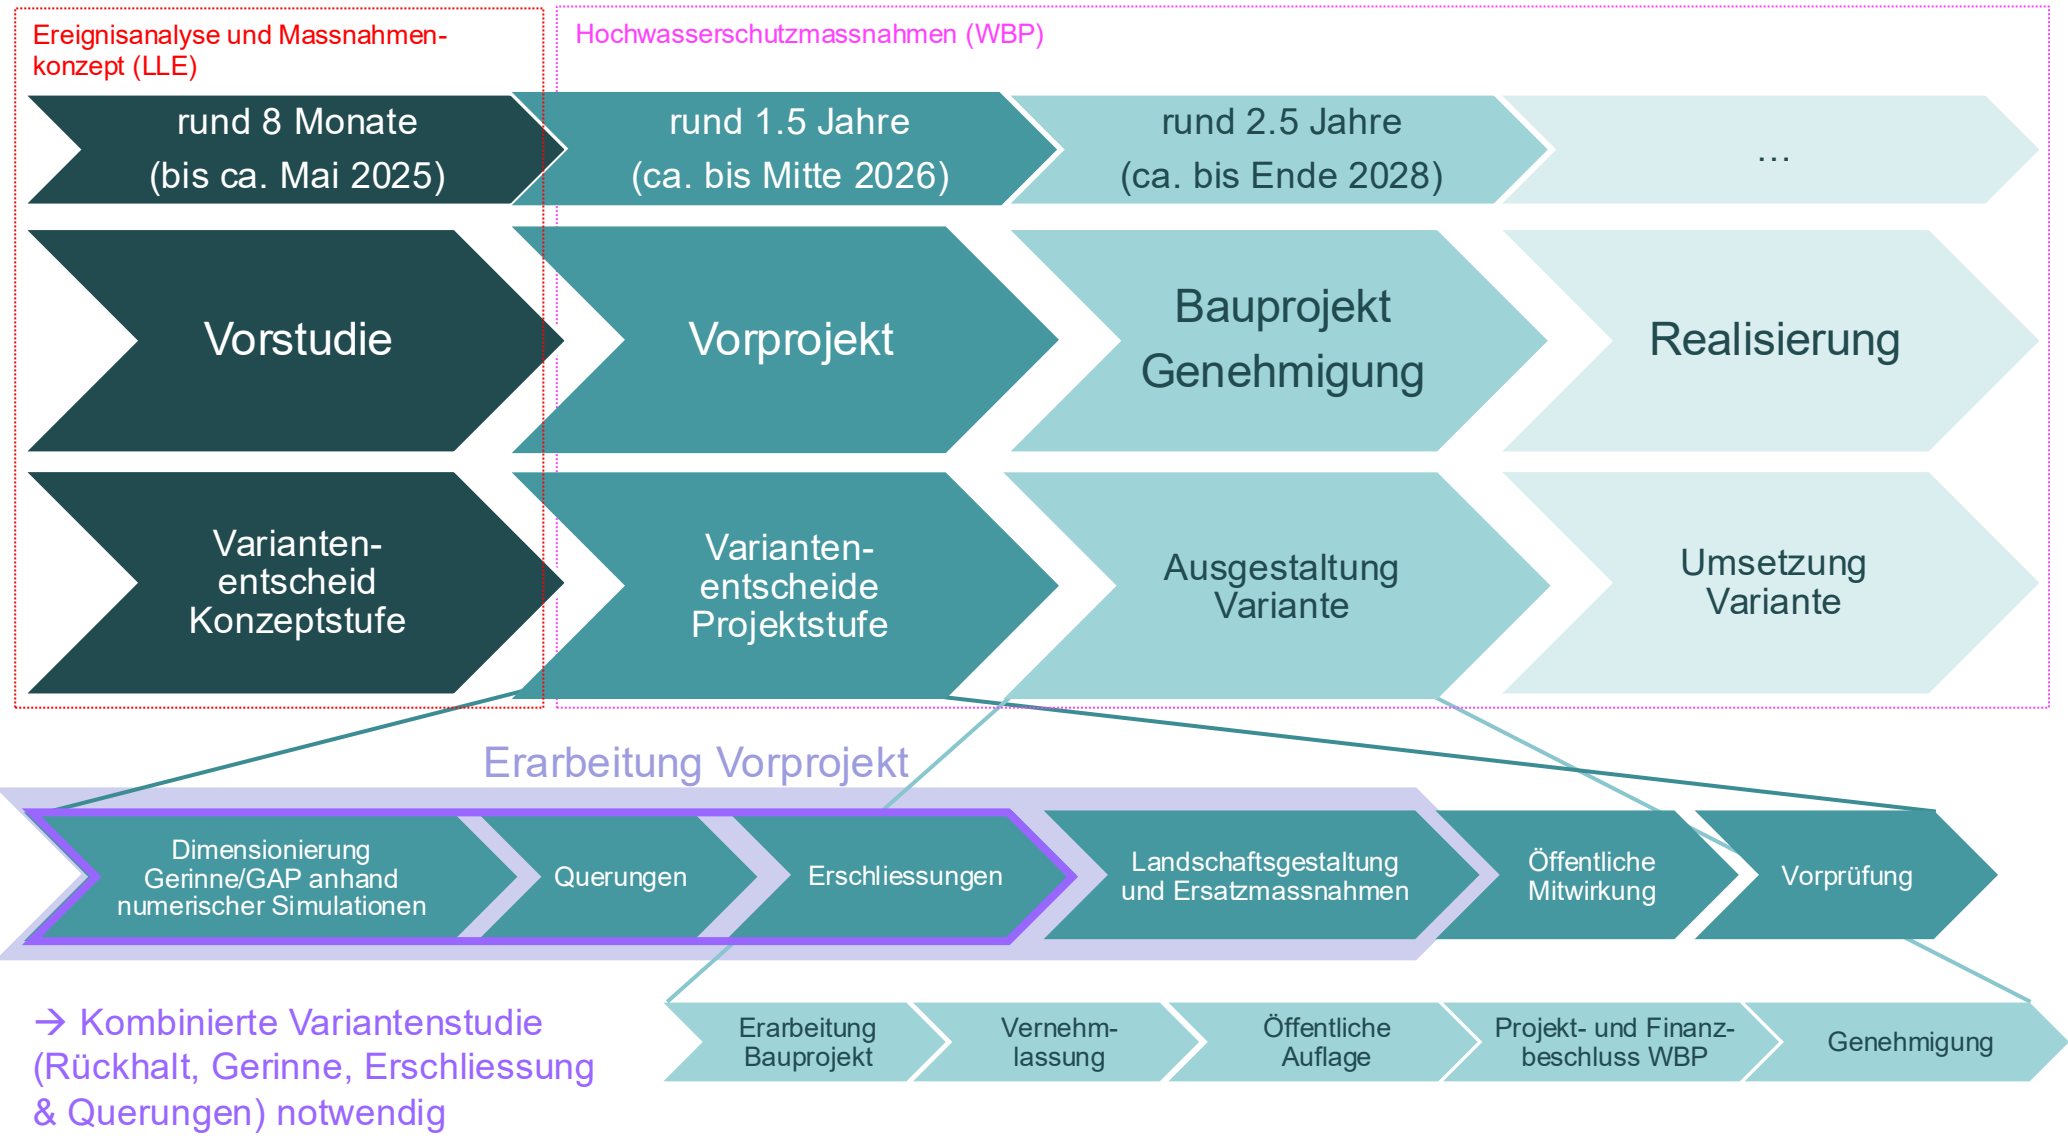 Ereignisanalyse und Massnahmen-
konzept (LLE)
Hochwasserschutzmassnahmen (WBP)
rund 8 Monate
(bis ca. Mai 2025)
rund 1.5 Jahre
(ca. bis Mitte 2026)
rund 2.5 Jahre
(ca. bis Ende 2028)
...
Vorstudie
Vorprojekt
Bauprojekt
Genehmigung
Realisierung
Varianten-
entscheid
Konzeptstufe
Varianten-
entscheide
Projektstufe
Ausgestaltung
Variante
Umsetzung
Variante
Erarbeitung Vorprojekt
Dimensionierung
Gerinne/GAP anhand
numerischer Simulationen
Querungen
Erschliessungen
Landschaftsgestaltung
und Ersatzmassnahmen
Öffentliche
Mitwirkung
Vorprüfung
→ Kombinierte Variantenstudie
(Rückhalt, Gerinne, Erschliessung
& Querungen) notwendig
Erarbeitung
Bauprojekt
Vernehm-
lassung
Öffentliche
Auflage
Projekt- und Finanz-
beschluss WBP
Genehmigung